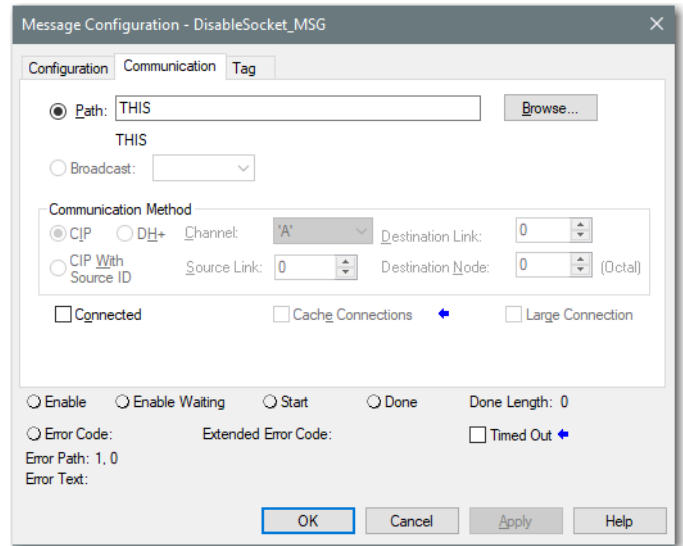 Message Configuration - DisableSocket_MSG
Configuration Communication Tag
Path: THIS Browse...
THIS
Broadcast:
Communication Method
CIP DH+ Channel: 'A' Destination Link: 0
CIP With Source ID Source Link: 0 Destination Node: 0 (Octal)
Connected Cache Connections Large Connection
Enable Enable Waiting Start Done Done Length: 0
Error Code: Extended Error Code: Timed Out
Error Path: 1, 0
Error Text:
OK Cancel Apply Help